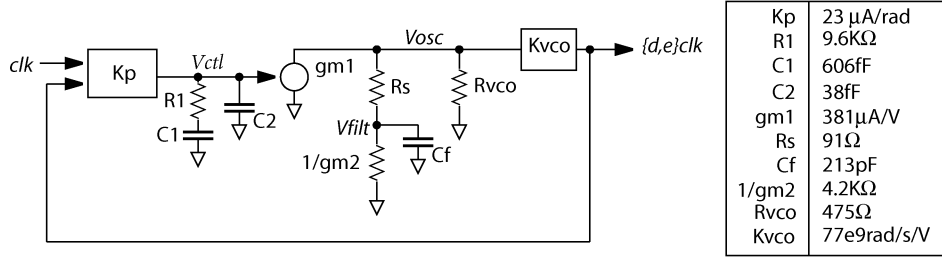 clk
Kp
Vctl
R1
C1
C2
gm1
Vosc
Rs
Rvco
Vfilt
Cf
1/gm2
Kvco
{d,e}clk
Kp 23 μA/rad
R1 9.6KΩ
C1 606fF
C2 38fF
gm1 381μA/V
Rs 91Ω
Cf 213pF
1/gm2 4.2KΩ
Rvco 475Ω
Kvco 77e9rad/s/V